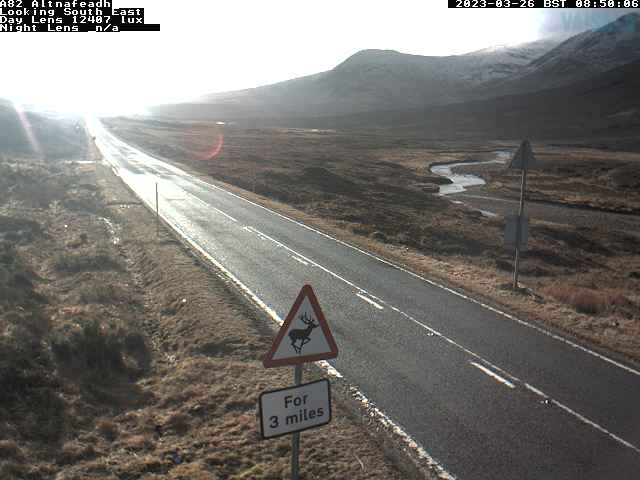 A82 Altnafeadh
Looking South East
Day Lens 12407 lux
Night Lens _n/a
2023-03-26 BST 08:50:06
For
3 miles